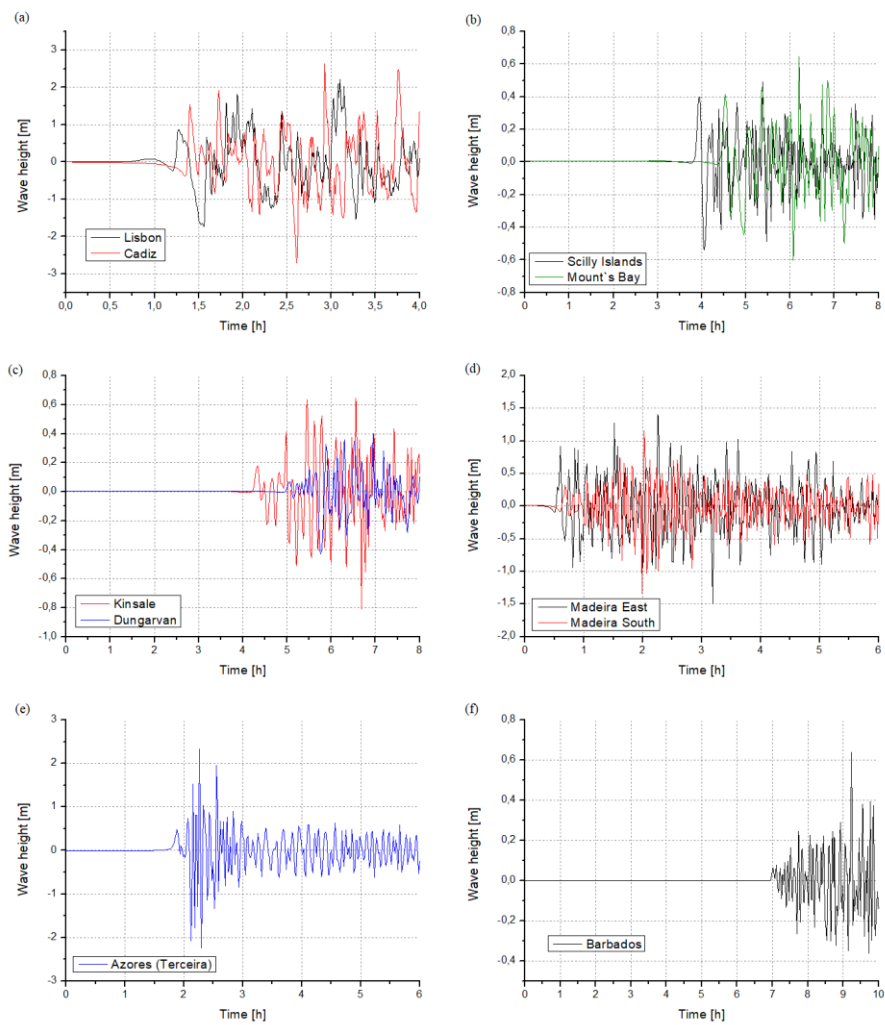 (a)
Wave height [m]
3
2
1
0
-1
-2
-3
Lisbon
Cadiz
0,0 0,5 1,0 1,5 2,0 2,5 3,0 3,5 4,0
Time [h]
(b)
Wave height [m]
0,8
0,6
0,4
0,2
0,0
-0,2
-0,4
-0,6
-0,8
Scilly Islands
Mount`s Bay
0 1 2 3 4 5 6 7 8
Time [h]
(c)
Wave height [m]
0,8
0,6
0,4
0,2
0,0
-0,2
-0,4
-0,6
-0,8
-1,0
Kinsale
Dungarvan
0 1 2 3 4 5 6 7 8
Time [h]
(d)
Wave height [m]
2,0
1,5
1,0
0,5
0,0
-0,5
-1,0
-1,5
-2,0
Madeira East
Madeira South
0 1 2 3 4 5 6
Time [h]
(e)
Wave height [m]
3
2
1
0
-1
-2
-3
Azores (Terceira)
0 1 2 3 4 5 6
Time [h]
(f)
Wave height [m]
0,8
0,6
0,4
0,2
0,0
-0,2
-0,4
Barbados
0 1 2 3 4 5 6 7 8 9 10
Time [h]